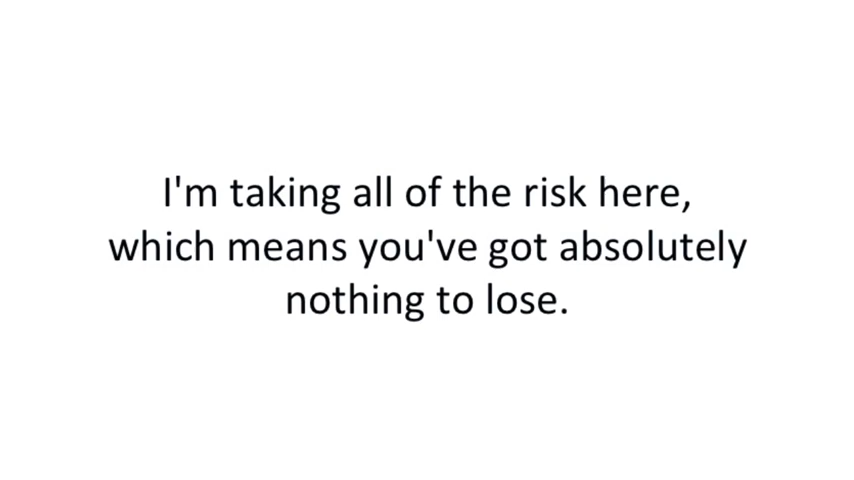 I'm taking all of the risk here,
which means you've got absolutely
nothing to lose.